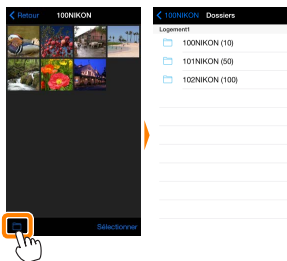 Retour 100NIKON
Sélectionner
100NIKON Dossiers
Logement1
100NIKON (10)
101NIKON (50)
102NIKON (100)